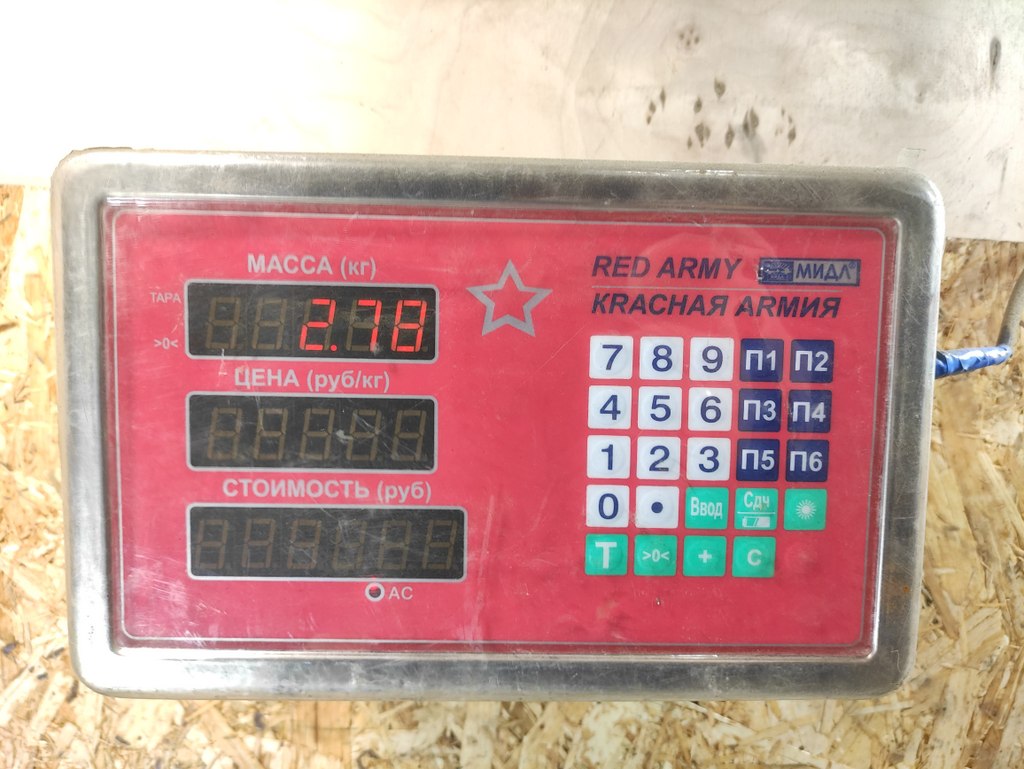 МАССА (кг)
ТАРА
2.78
>0<
ЦЕНА (руб/кг)
СТОИМОСТЬ (руб)
AC
RED ARMY МИДЛ
КRАСНАЯ АRМИЯ
7 8 9 П1 П2
4 5 6 П3 П4
1 2 3 П5 П6
0 • Ввод Сдч
T >0< + C